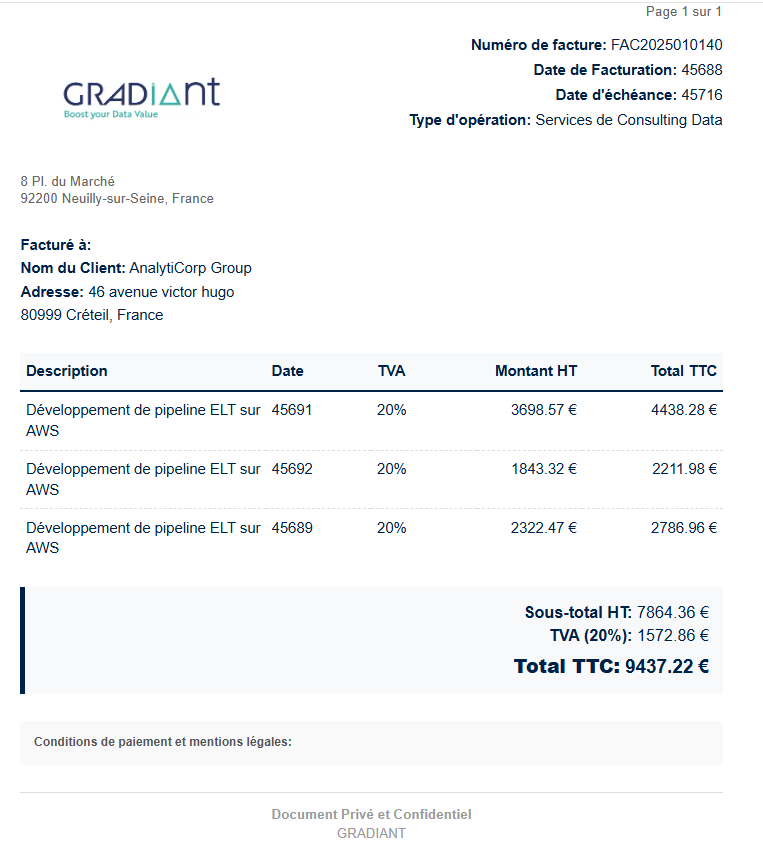 Page 1 sur 1
Numéro de facture: FAC2025010140
Date de Facturation: 45688
Date d'échéance: 45716
Type d'opération: Services de Consulting Data
GRADIANT
Boost your Data Value
8 Pl. du Marché
92200 Neuilly-sur-Seine, France
Facturé à:
Nom du Client: AnalytiCorp Group
Adresse: 46 avenue victor hugo
80999 Créteil, France
Description Date TVA Montant HT Total TTC
Développement de pipeline ELT sur 45691 20% 3698.57 € 4438.28 €
AWS
Développement de pipeline ELT sur 45692 20% 1843.32 € 2211.98 €
AWS
Développement de pipeline ELT sur 45689 20% 2322.47 € 2786.96 €
AWS
Sous-total HT: 7864.36 €
TVA (20%): 1572.86 €
Total TTC: 9437.22 €
Conditions de paiement et mentions légales:
Document Privé et Confidentiel
GRADIANT